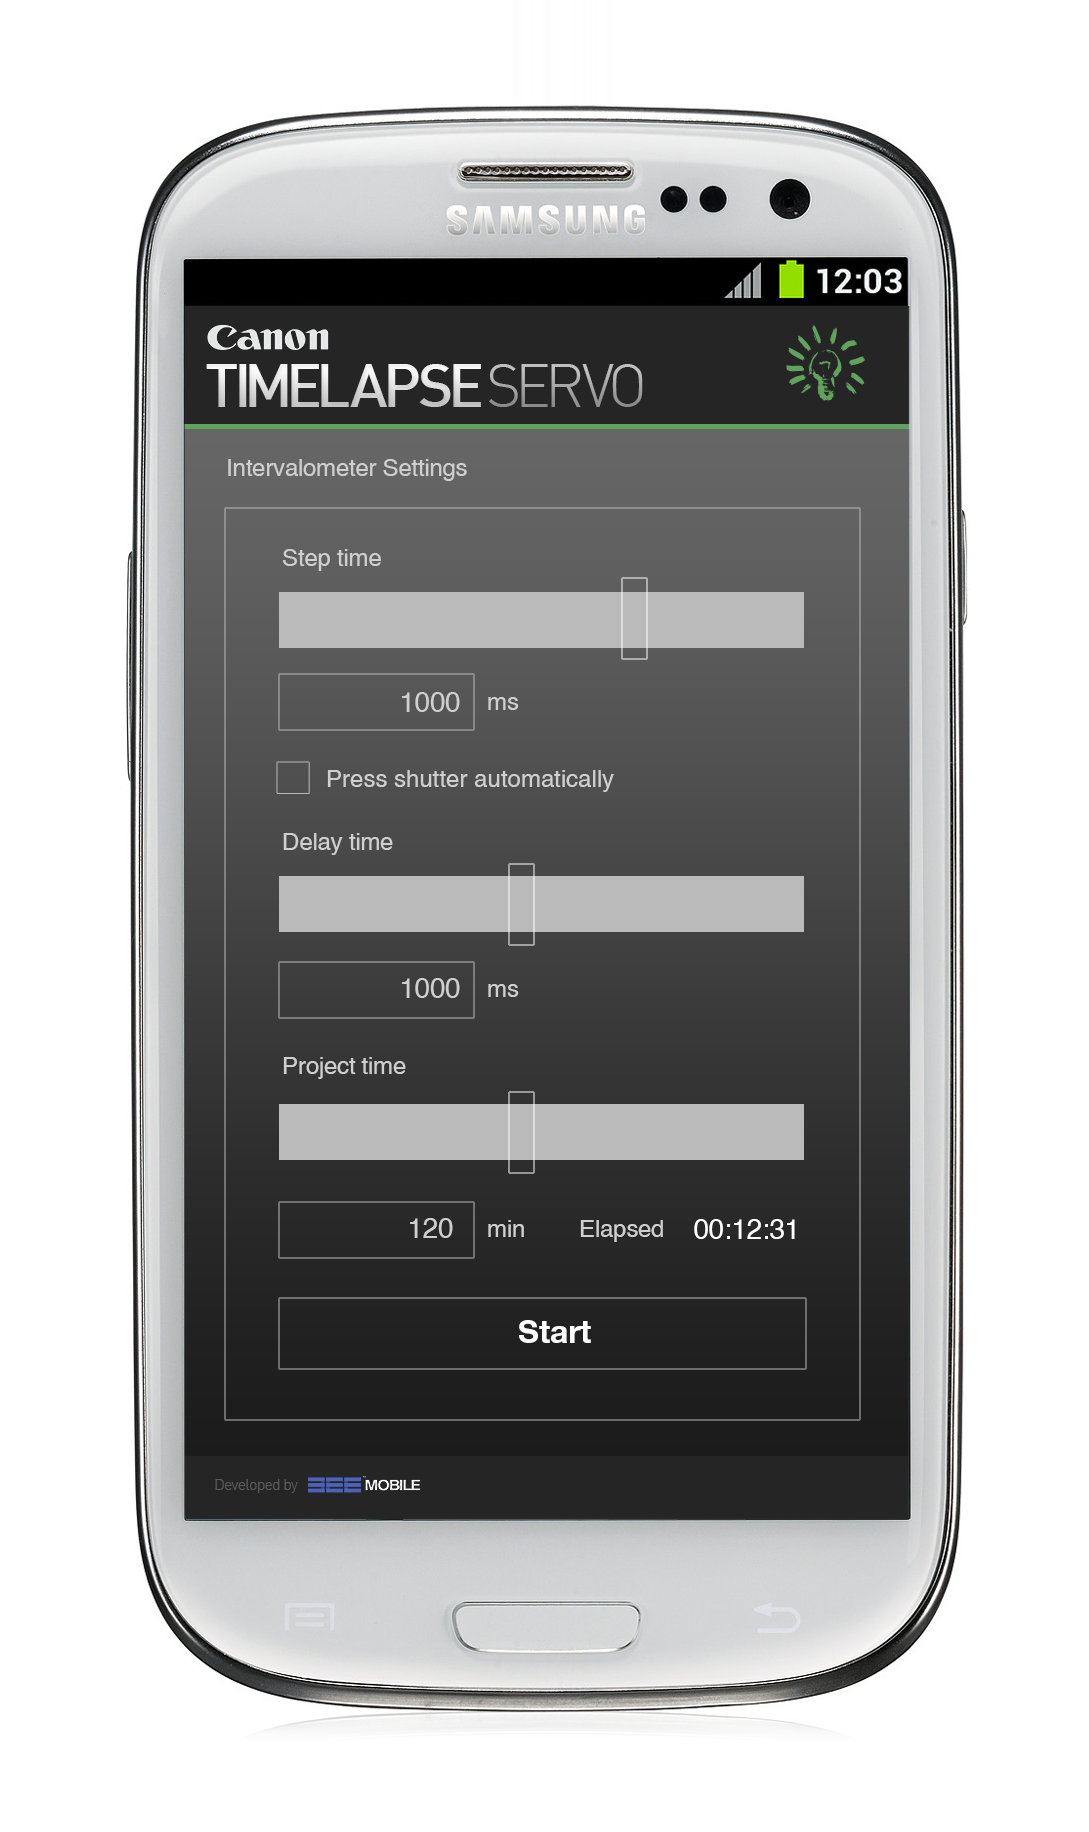 SAMSUNG
12:03
Canon
TIMELAPSE SERVO
Intervalometer Settings
Step time
1000 ms
Press shutter automatically
Delay time
1000 ms
Project time
120 min Elapsed 00:12:31
Start
Developed by BEE MOBILE